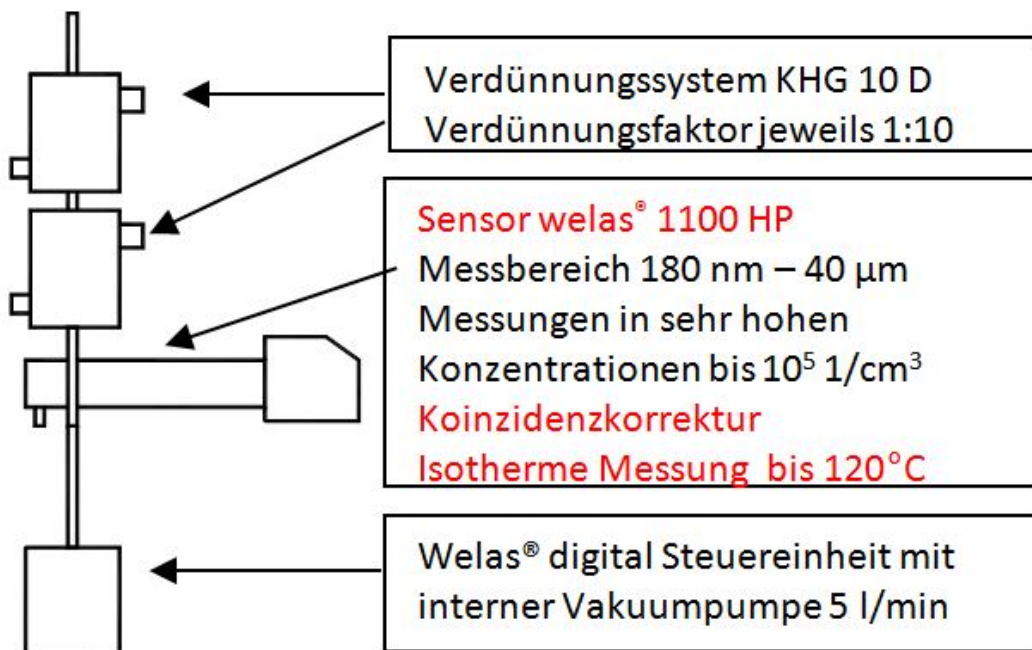 Verdünnungssystem KHG 10 D
Verdünnungsfaktor jeweils 1:10
Sensor welas® 1100 HP
Messbereich 180 nm – 40 µm
Messungen in sehr hohen
Konzentrationen bis 10⁵ 1/cm³
Koinzidenzkorrektur
Isotherme Messung bis 120°C
Welas® digital Steuereinheit mit
interner Vakuumpumpe 5 l/min